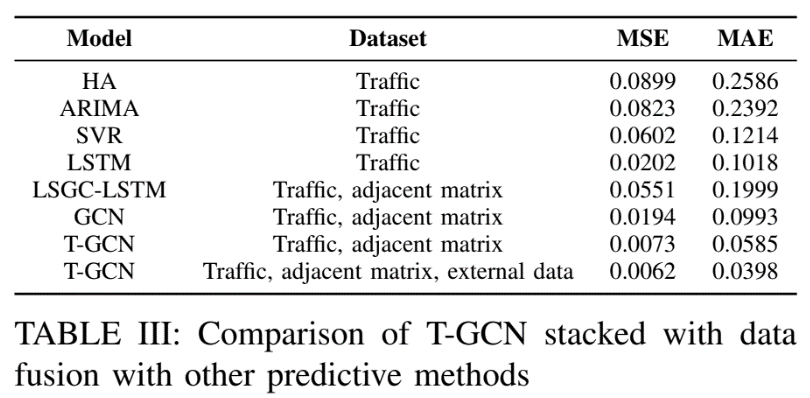 Model Dataset MSE MAE
HA Traffic 0.0899 0.2586
ARIMA Traffic 0.0823 0.2392
SVR Traffic 0.0602 0.1214
LSTM Traffic 0.0202 0.1018
LSGC-LSTM Traffic, adjacent matrix 0.0551 0.1999
GCN Traffic, adjacent matrix 0.0194 0.0993
T-GCN Traffic, adjacent matrix 0.0073 0.0585
T-GCN Traffic, adjacent matrix, external data 0.0062 0.0398
TABLE III: Comparison of T-GCN stacked with data
fusion with other predictive methods